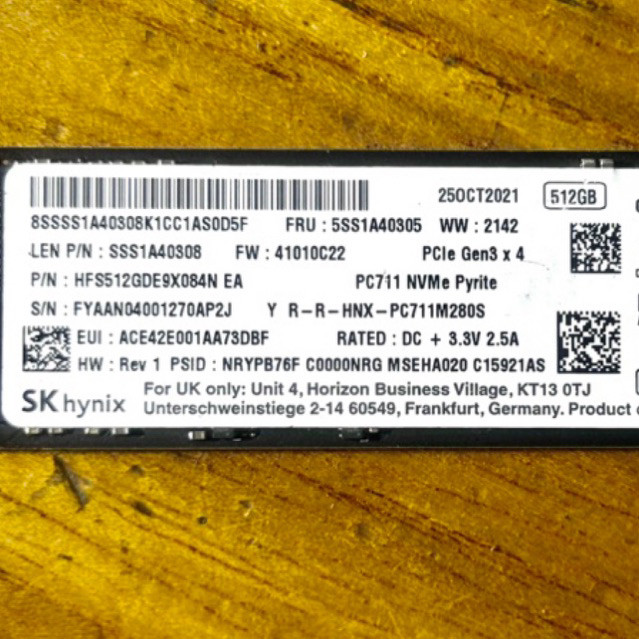 25OCT2021 512GB
8SSSS1A40308K1CC1AS0D5F FRU : 5SS1A40305 WW : 2142
LEN P/N : SSS1A40308 FW : 41010C22 PCIe Gen3 x 4
P/N : HFS512GDE9X084N EA PC711 NVMe Pyrite
S/N : FYAAN04001270AP2J Y R-R-HNX-PC711M280S
EUI : ACE42E001AA73DBF RATED : DC + 3.3V 2.5A
HW : Rev 1 PSID : NRYPB76F C0000NRG MSEHA020 C15921AS
SK hynix
For UK only: Unit 4, Horizon Business Village, KT13 0TJ
Unterschweinstiege 2-14 60549, Frankfurt, Germany. Product